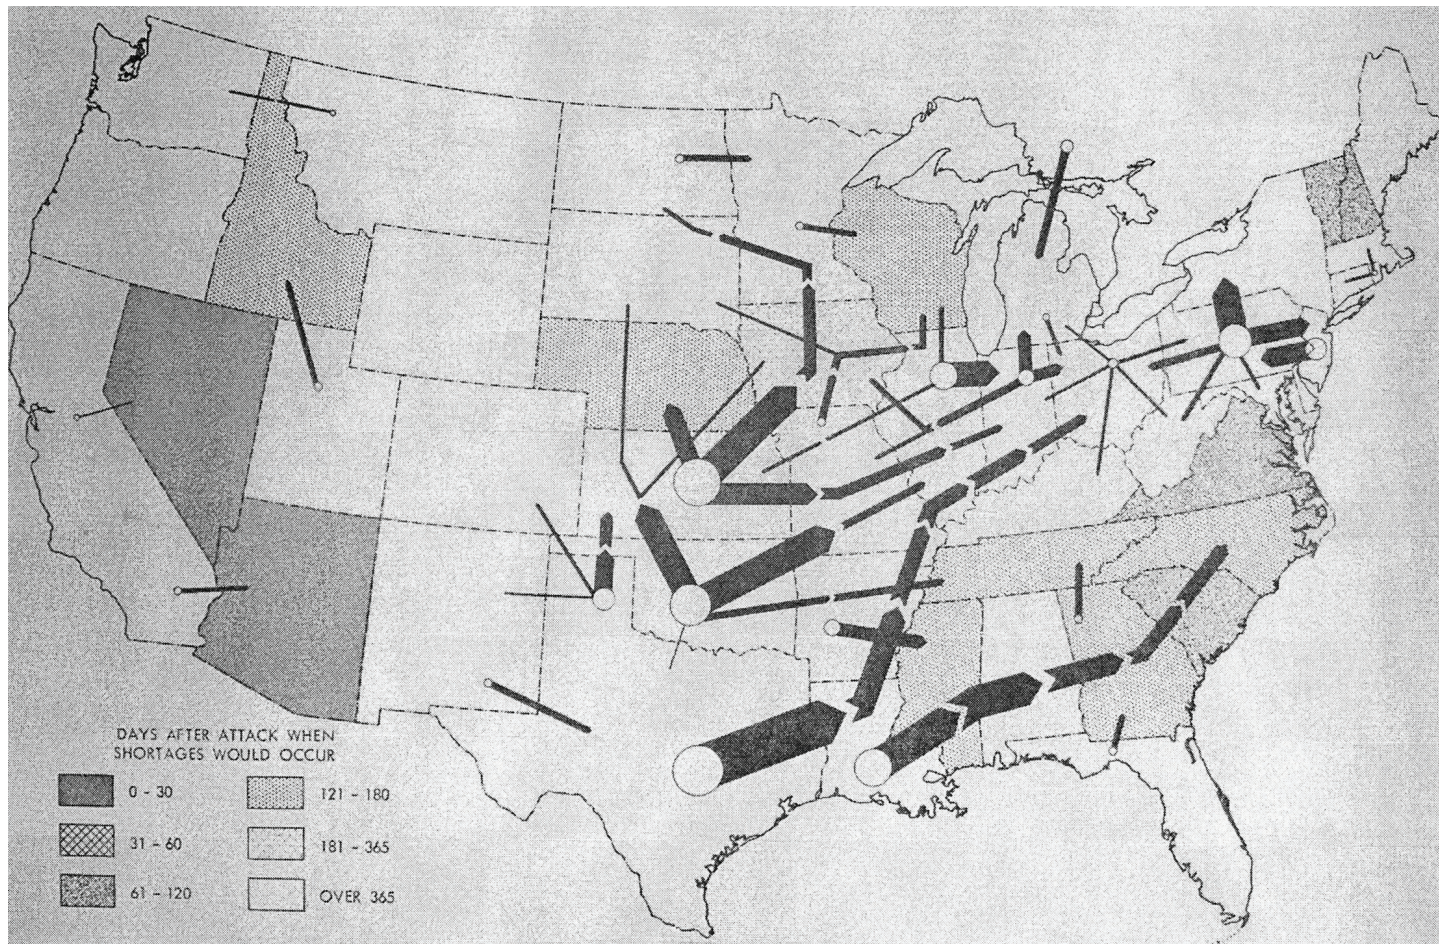 DAYS AFTER ATTACK WHEN
SHORTAGES WOULD OCCUR
0 - 30
31 - 60
61 - 120
121 - 180
181 - 365
OVER 365